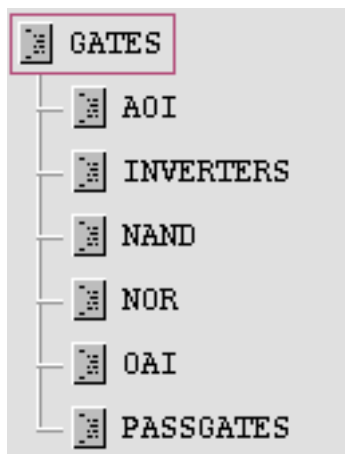 GATES
AOI
INVERTERS
NAND
NOR
OAI
PASSGATES